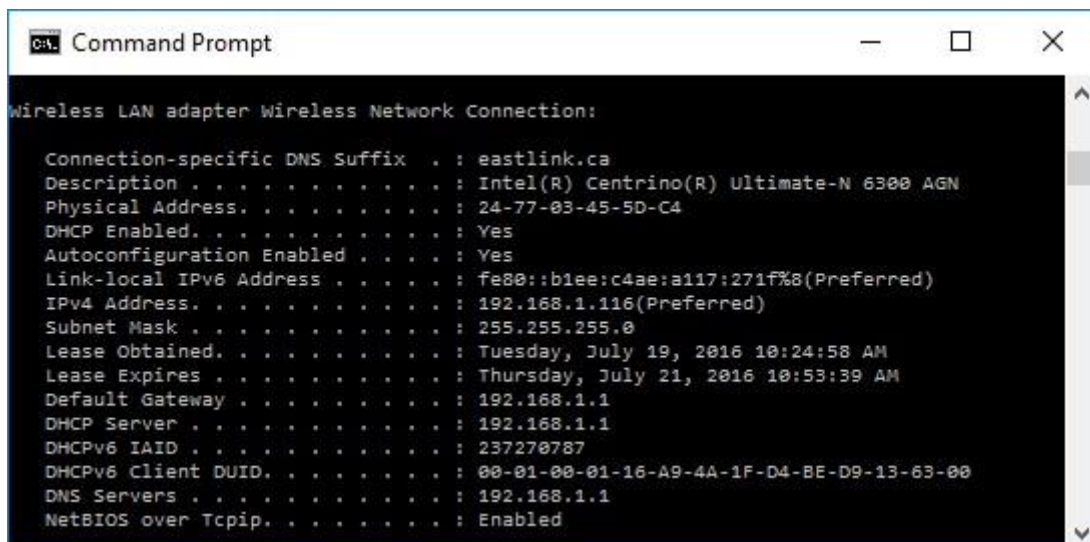 Command Prompt
Wireless LAN adapter Wireless Network Connection:
Connection-specific DNS Suffix  . : eastlink.ca
Description . . . . . . . . . . . : Intel(R) Centrino(R) Ultimate-N 6300 AGN
Physical Address. . . . . . . . . : 24-77-03-45-5D-C4
DHCP Enabled. . . . . . . . . . . : Yes
Autoconfiguration Enabled . . . . : Yes
Link-local IPv6 Address . . . . . : fe80::b1ee:c4ae:a117:271f%8(Preferred)
IPv4 Address. . . . . . . . . . . : 192.168.1.116(Preferred)
Subnet Mask . . . . . . . . . . . : 255.255.255.0
Lease Obtained. . . . . . . . . . : Tuesday, July 19, 2016 10:24:58 AM
Lease Expires . . . . . . . . . . : Thursday, July 21, 2016 10:53:39 AM
Default Gateway . . . . . . . . . : 192.168.1.1
DHCP Server . . . . . . . . . . . : 192.168.1.1
DHCPv6 IAID . . . . . . . . . . . : 237270787
DHCPv6 Client DUID. . . . . . . . : 00-01-00-01-16-A9-4A-1F-D4-BE-D9-13-63-00
DNS Servers . . . . . . . . . . . : 192.168.1.1
NetBIOS over Tcpip. . . . . . . . : Enabled